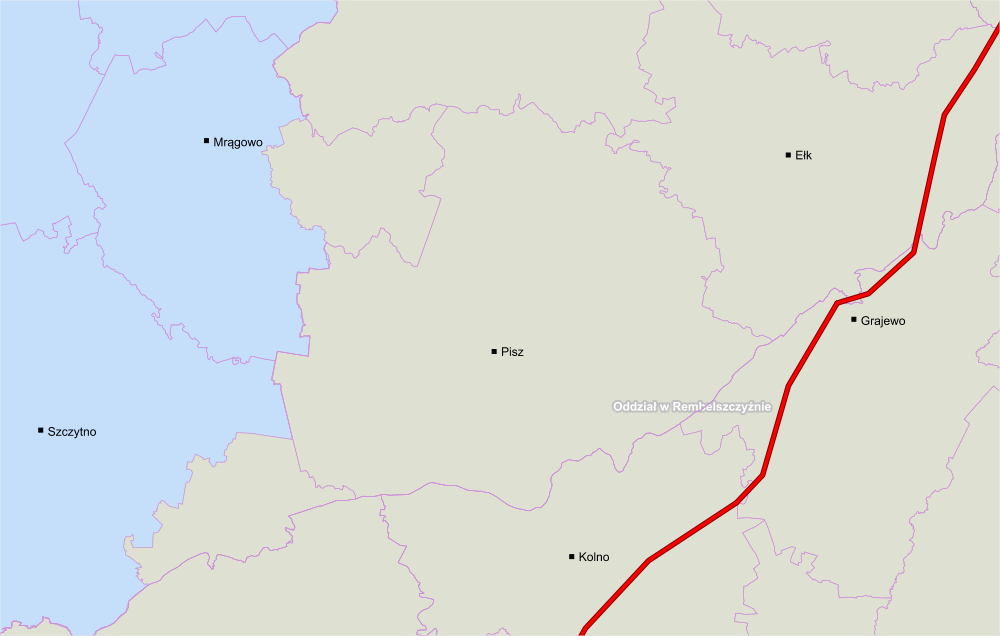 Mrągowo
Ełk
Grajewo
Pisz
Oddział w Rembelszczyźnie
Szczytno
Kolno